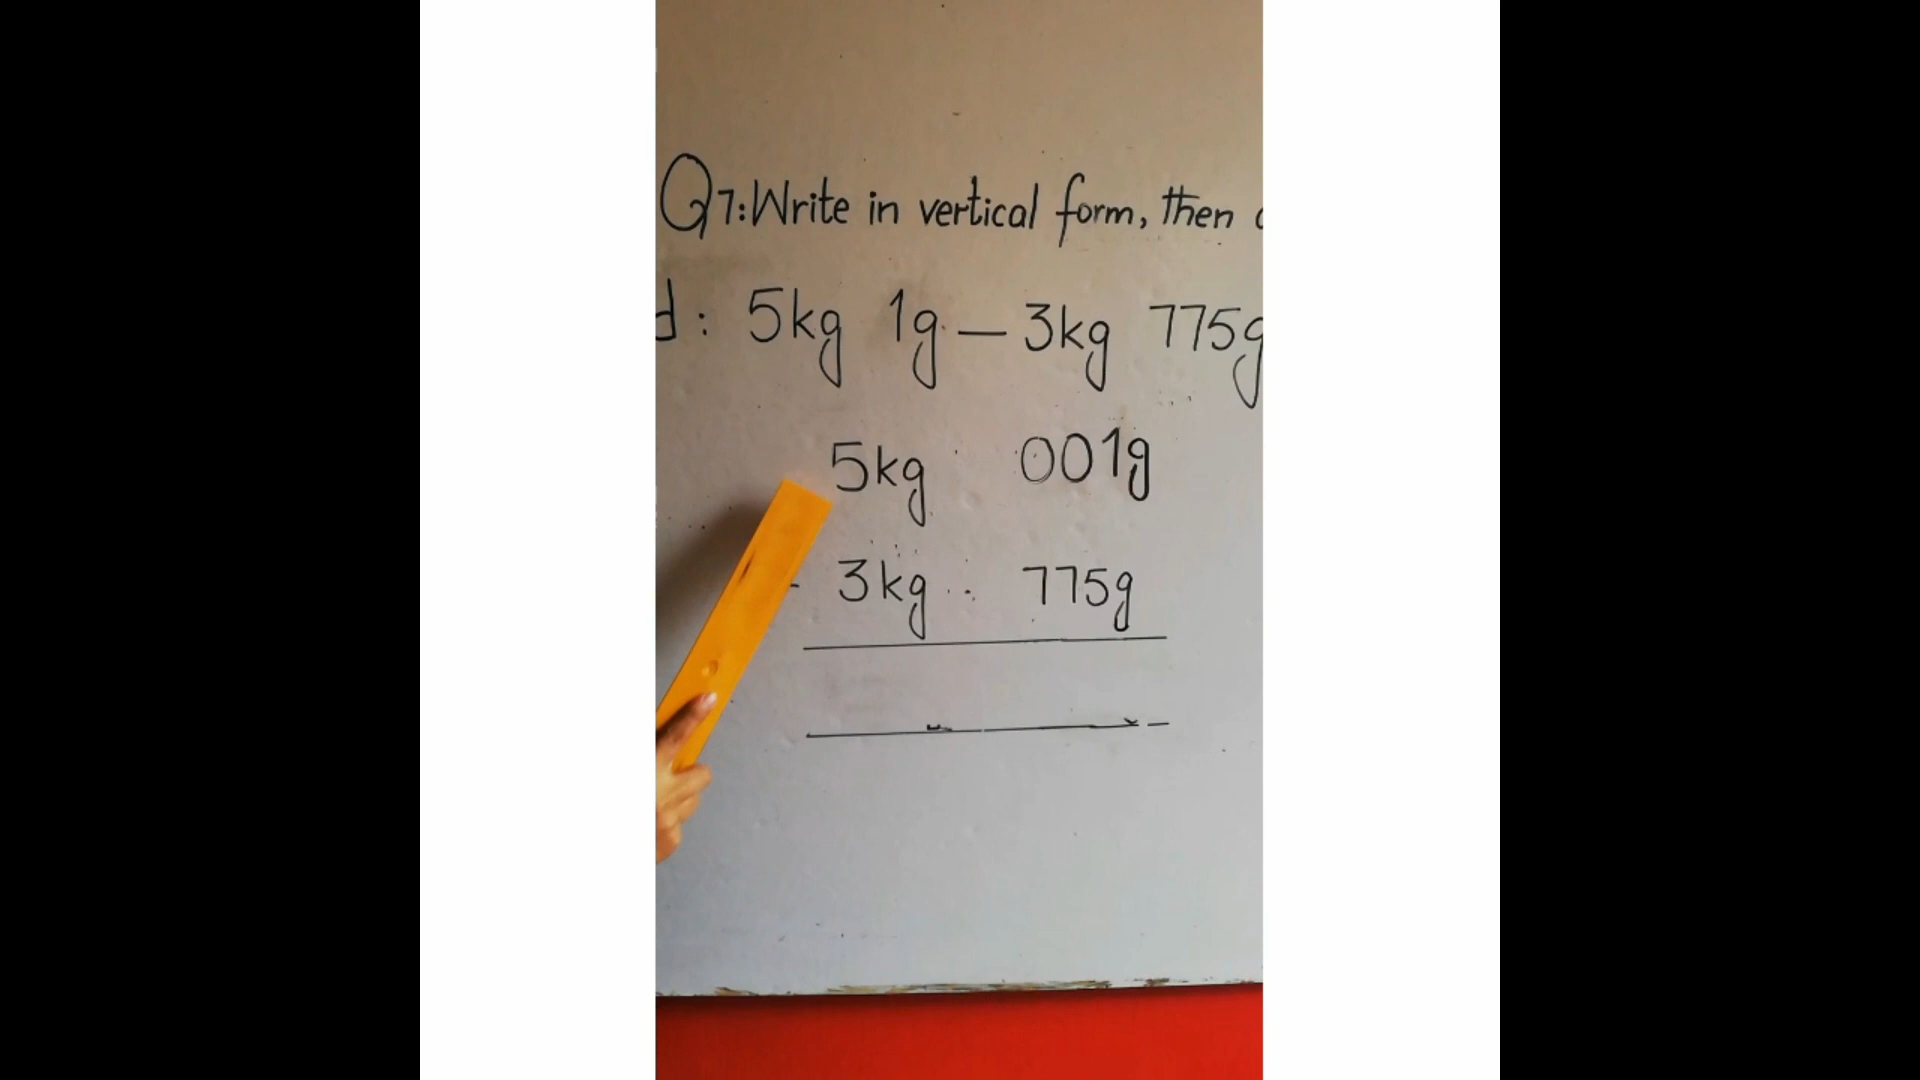 Q7: Write in vertical form, then
d: 5kg 1g — 3kg 775g
5kg 001g
- 3kg 775g